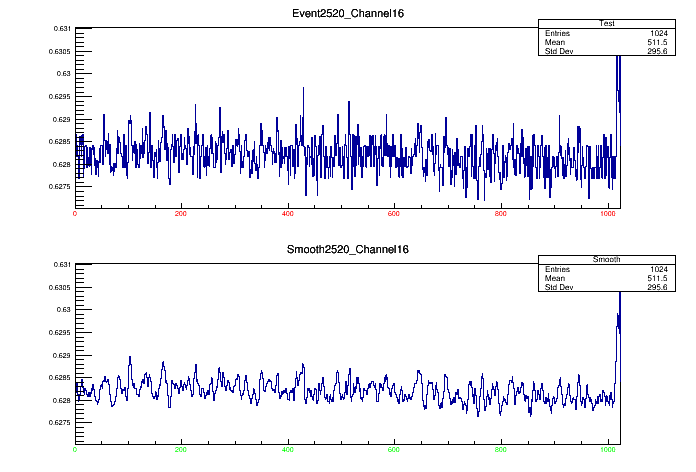 Event2520_Channel16
Test
Entries 1024
Mean 511.5
Std Dev 295.6
0.631
0.6305
0.63
0.6295
0.629
0.6285
0.628
0.6275
0 200 400 600 800 1000
Smooth2520_Channel16
Smooth
Entries 1024
Mean 511.5
Std Dev 295.6
0.631
0.6305
0.63
0.6295
0.629
0.6285
0.628
0.6275
0 200 400 600 800 1000